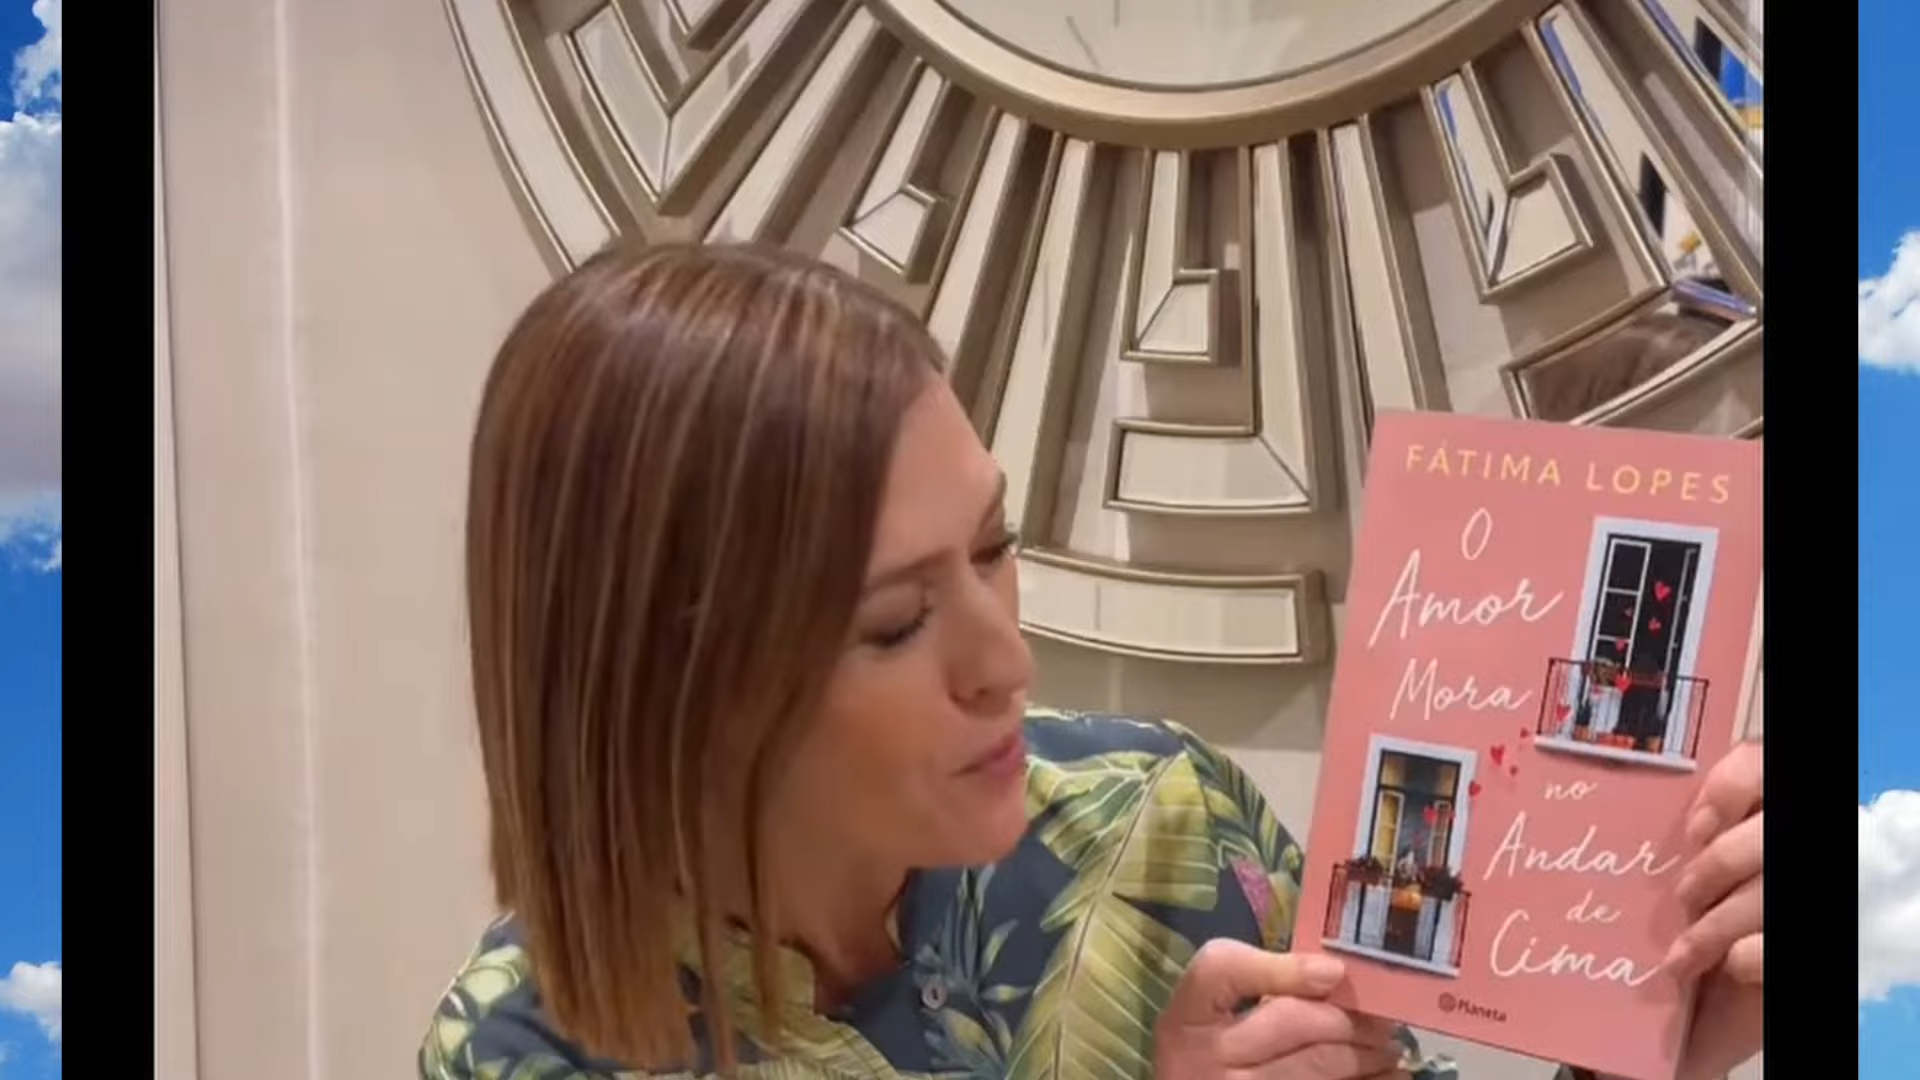 FÁTIMA LOPES
O
Amor
Mora
no
Andar
de
Cima
Planeta